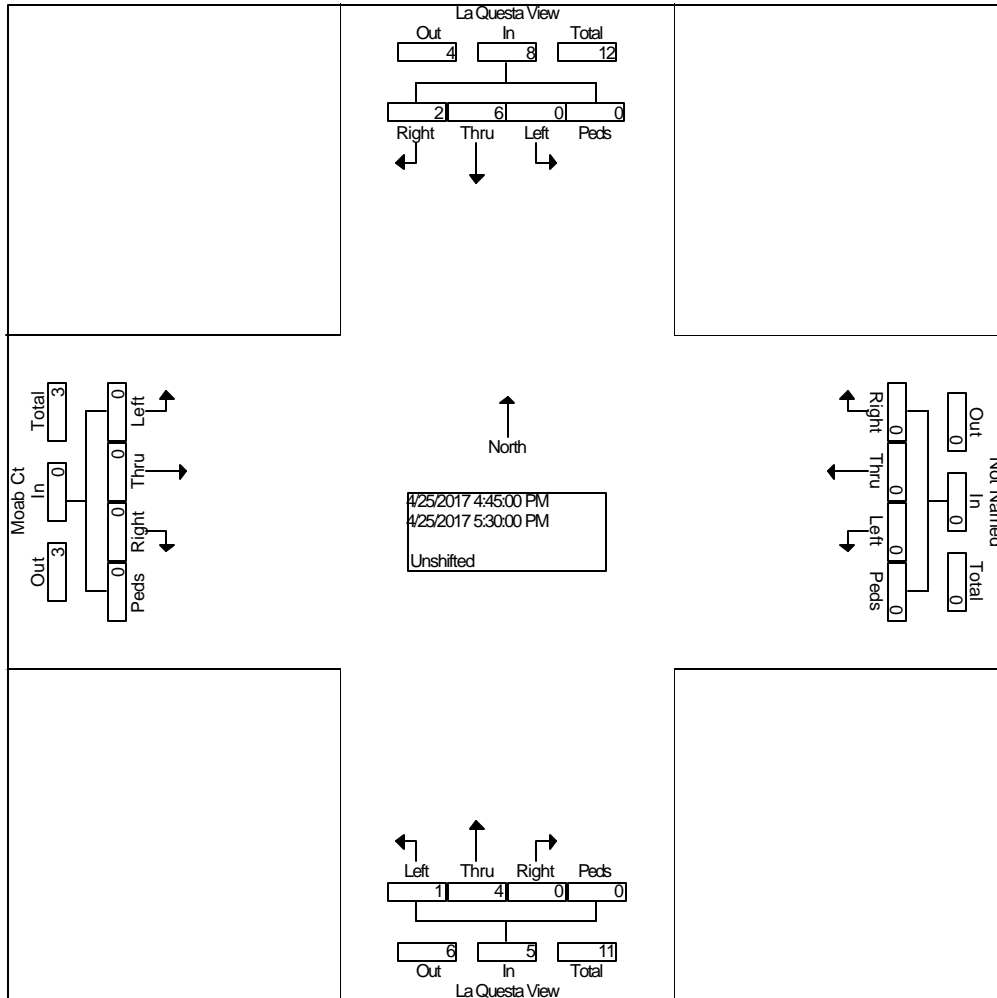 La Questa View
Out In Total
4 8 12
2 6 0 0
Right Thru Left Peds
Moab Ct
Total In Out
3 0 3
0 0 0 0
Left Thru Right Peds
North
4/25/2017 4:45:00 PM
4/25/2017 5:30:00 PM
Unshifted
Right Thru Left Peds
0 0 0 0
Out In Total
0 0 0
Not Named
Left Thru Right Peds
1 4 0 0
6 5 11
Out In Total
La Questa View